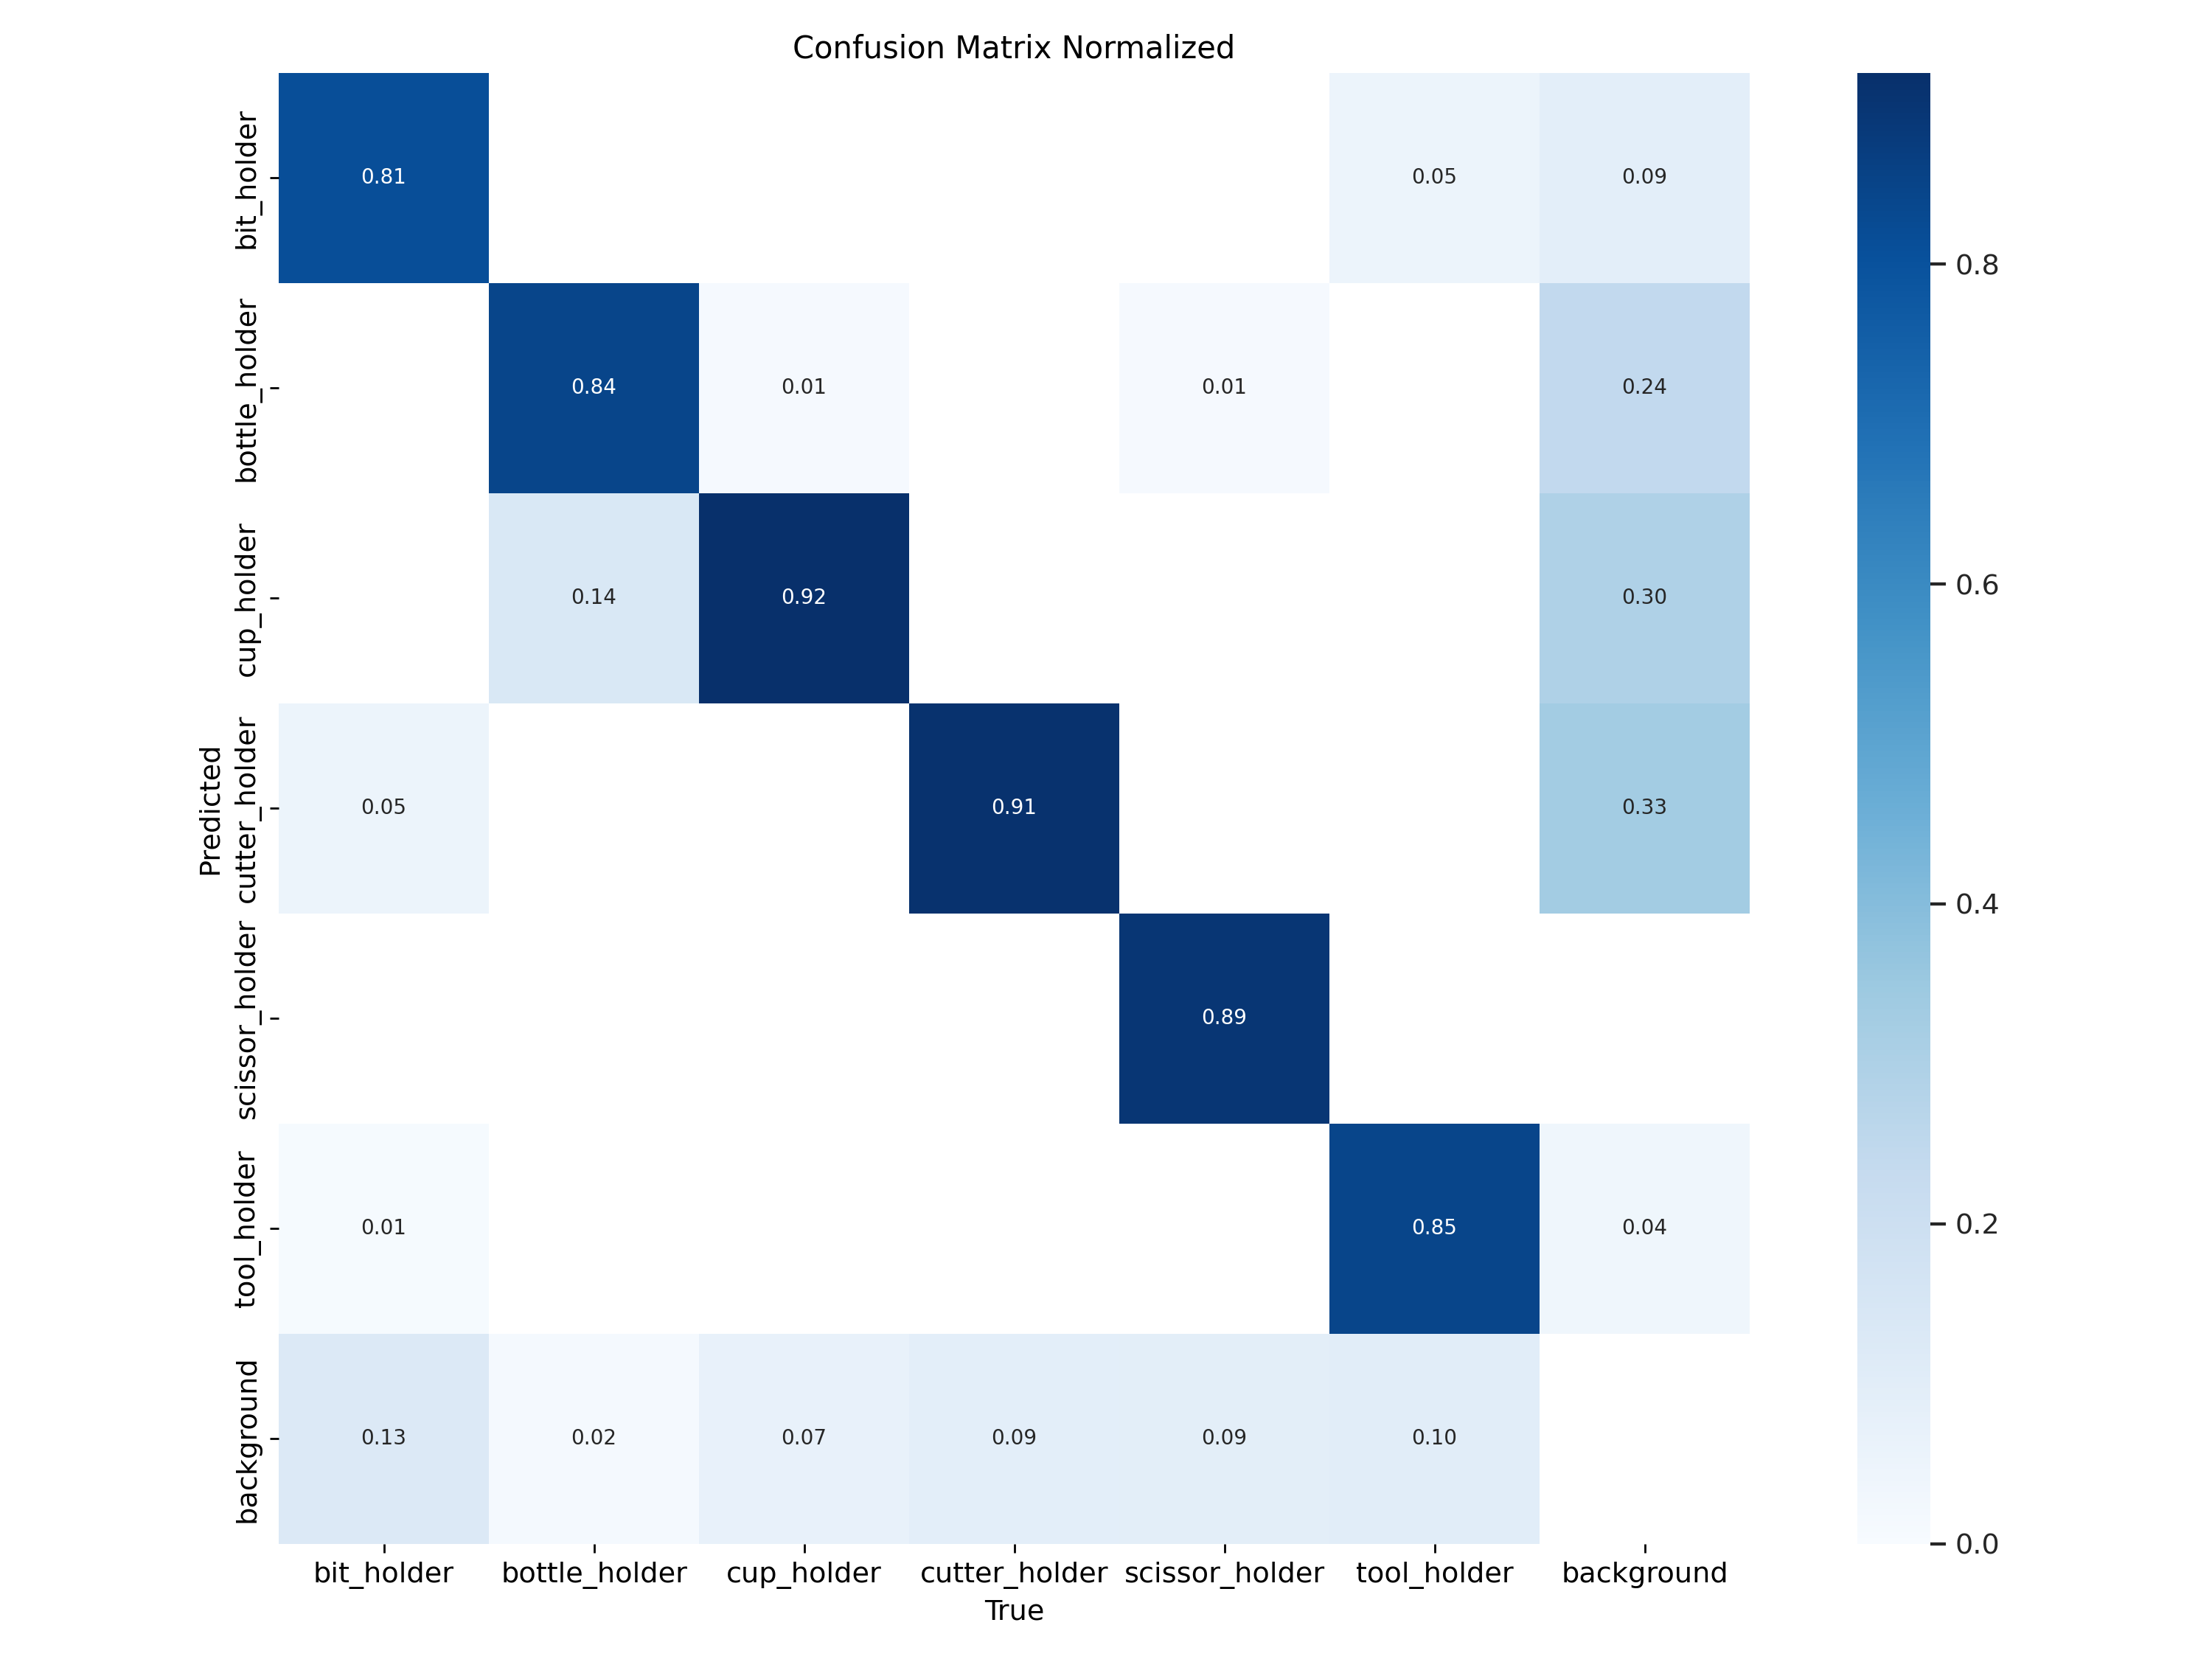 Confusion Matrix Normalized
bit_holder
0.81
0.05
0.09
bottle_holder
0.84
0.01
0.01
0.24
cup_holder
0.14
0.92
0.30
cutter_holder
0.05
0.91
0.33
scissor_holder
0.89
tool_holder
0.01
0.85
0.04
background
0.13
0.02
0.07
0.09
0.09
0.10
Predicted
bit_holder
bottle_holder
cup_holder
cutter_holder
scissor_holder
tool_holder
background
True
0.8
0.6
0.4
0.2
0.0